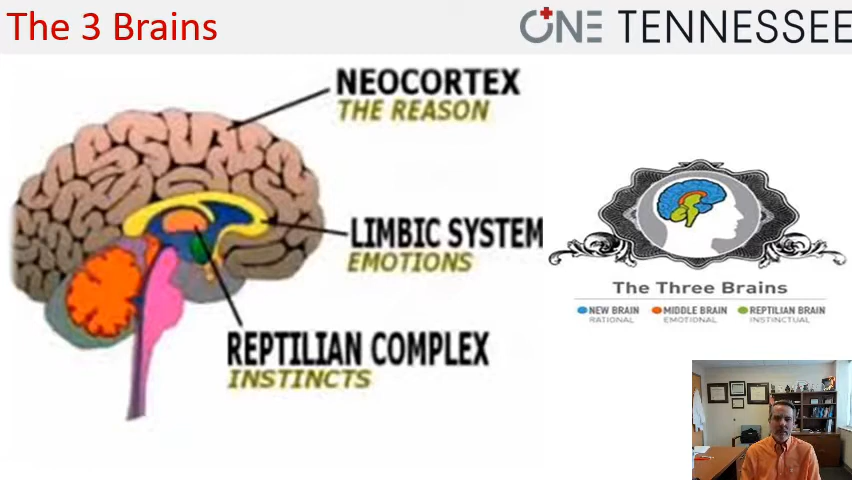 The 3 Brains
ONE TENNESSEE
NEOCORTEX
THE REASON
LIMBIC SYSTEM
EMOTIONS
REPTILIAN COMPLEX
INSTINCTS
The Three Brains
NEW BRAIN MIDDLE BRAIN REPTILIAN BRAIN
RATIONAL EMOTIONAL INSTINCTUAL